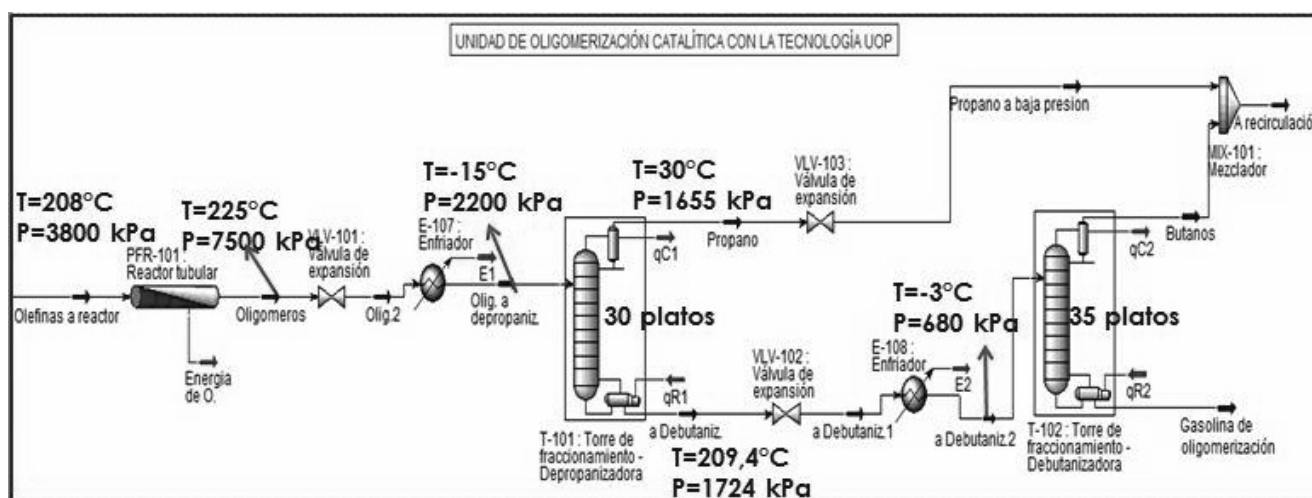 UNIDAD DE OLIGOMERIZACIÓN CATALÍTICA CON LA TECNOLOGÍA UOP
Propano a baja presion
A recirculación
MIX-101 :
Mezclador
T=208°C
P=3800 kPa
PFR-101 :
Reactor tubular
Olefinas a reactor
Energia
de O.
T=225°C
P=7500 kPa
Oligomeros
VLV-101 :
Válvula de
expansión
Olig.2
T=-15°C
P=2200 kPa
E-107 :
Enfriador
E1
Olig. a
depropaniz.
T=30°C
P=1655 kPa
Propano
qC1
30 platos
qR1
T-101 : Torre de
fraccionamiento -
Depropanizadora
VLV-103 :
Válvula de
expansión
a Debutaniz.
T=209,4°C
P=1724 kPa
VLV-102 :
Válvula de
expansión
a Debutaniz.1
T=-3°C
P=680 kPa
E-108 :
Enfriador
E2
a Debutaniz.2
Butanos
qC2
35 platos
qR2
T-102 : Torre de
fraccionamiento -
Debutanizadora
Gasolina de
oligomerización